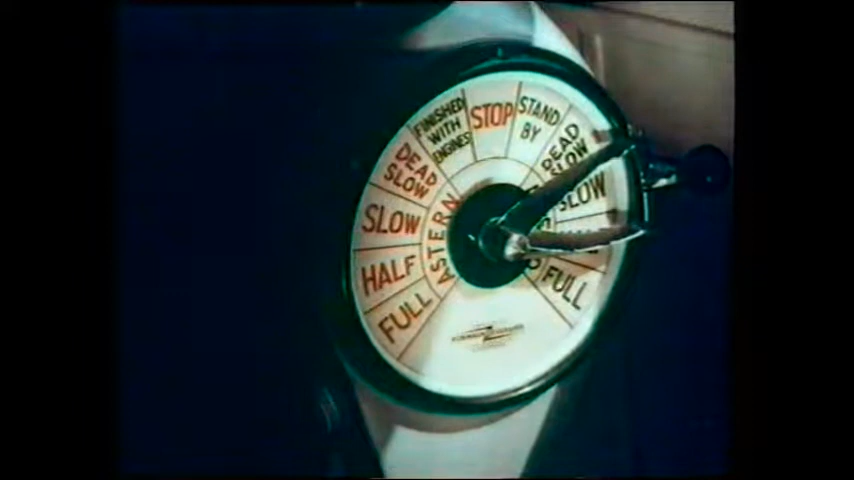 FINISHED
WITH
ENGINES
STOP
STAND
BY
DEAD
SLOW
SLOW
FULL
DEAD
SLOW
SLOW
HALF
FULL
ASTERN